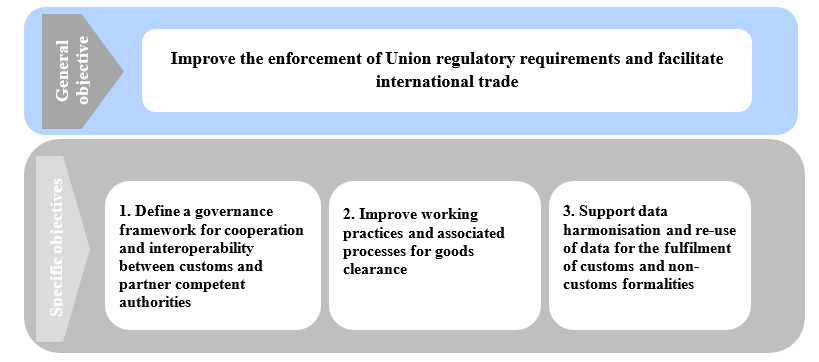 General
objective
Improve the enforcement of Union regulatory requirements and facilitate
international trade
Specific objectives
1. Define a governance
framework for cooperation
and interoperability
between customs and
partner competent
authorities
2. Improve working
practices and associated
processes for goods
clearance
3. Support data
harmonisation and re-use
of data for the fulfilment
of customs and non-
customs formalities